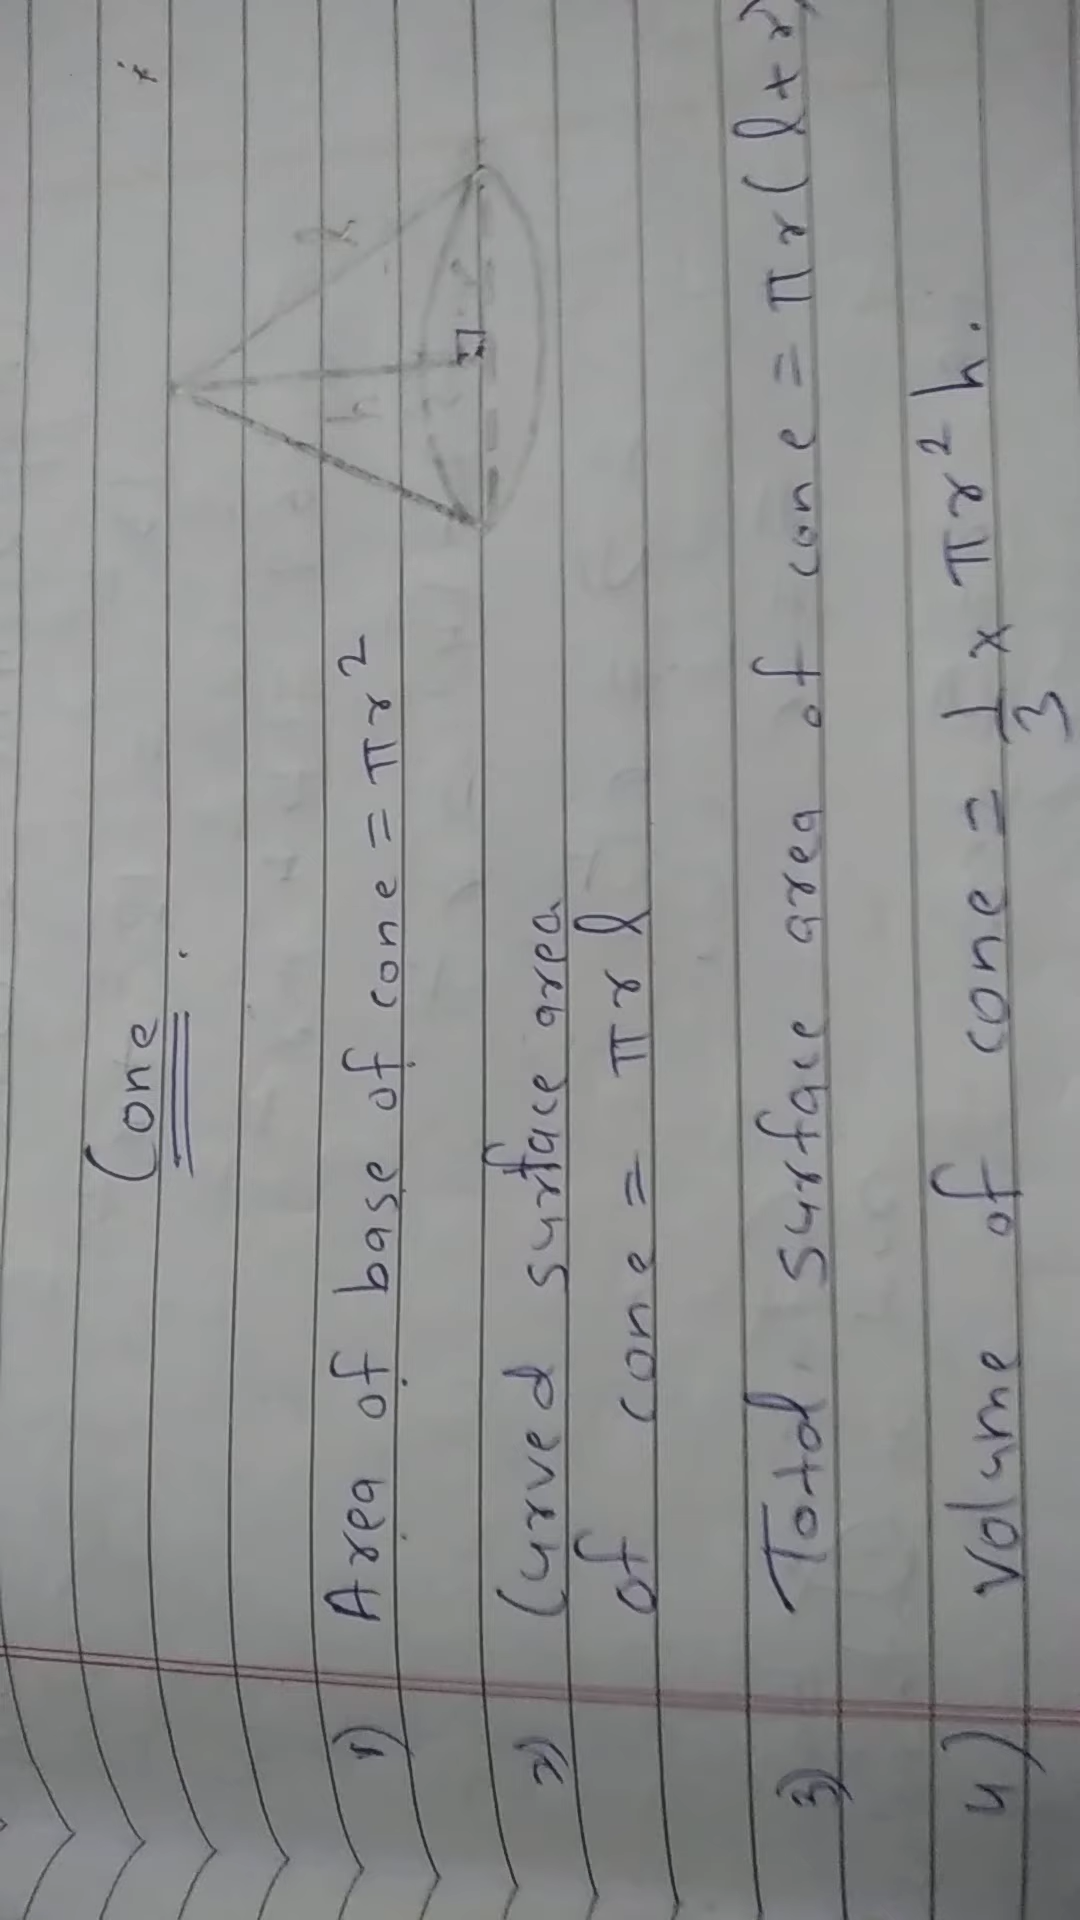 Cone
h
l
r
1) Area of base of cone = πr²
2) Curved surface area
of cone = πrl
3) Total surface area of cone = πr(l+r)
4) Volume of cone = 1/3 × πr²h.